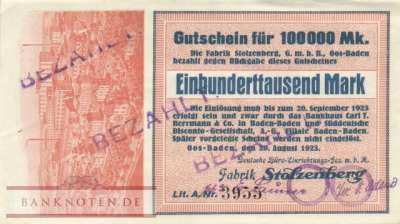 Gutschein für 100000 Mk.
Die Fabrik Stolzenberg, G. m. b. H., Oos-Baden
bezahlt gegen Rückgabe dieses Gutscheines
Einhunderttausend Mark
Die Einlösung muß bis zum 20. September 1923
erfolgt sein und zwar durch das Bankhaus Carl T.
Herrmann & Co. in Baden-Baden und Süddeutsche
Disconto-Gesellschaft, A.-G., Filiale Baden-Baden.
Später vorgelegte Scheine werden nicht eingelöst.
Oos-Baden, den 20. August 1923.
Deutsche Büro-Einrichtungs-Ges. m. b. H.
Fabrik Stolzenberg
Lit. A. Nr. 3955
BEZAHLT
BEZAHLT
BEZAHLT
BANKNOTEN.DE